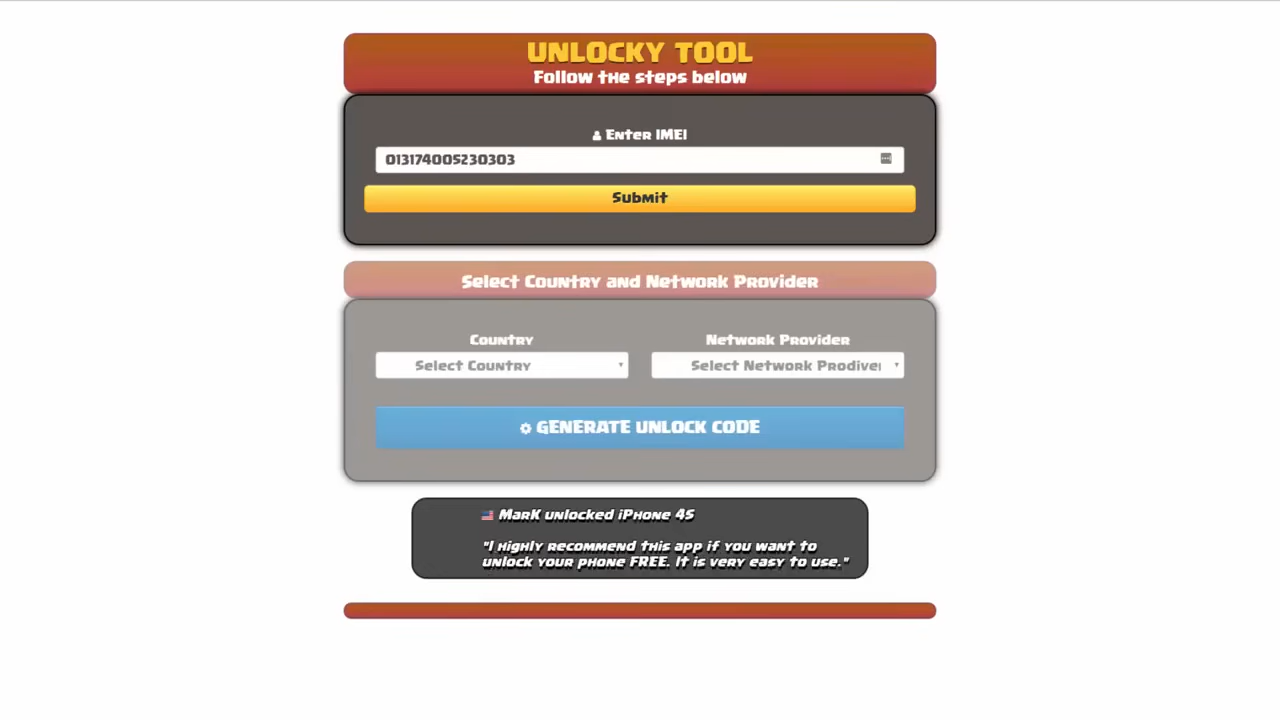 UNLOCKY TOOL
Follow the steps below
Enter IMEI
013174005230303
Submit
Select Country and Network Provider
Country
Network Provider
Select Country
Select Network Prodiver
GENERATE UNLOCK CODE
MarK unlocked iPhone 4S
"I highly recommend this app if you want to
unlock your phone FREE. It is very easy to use."